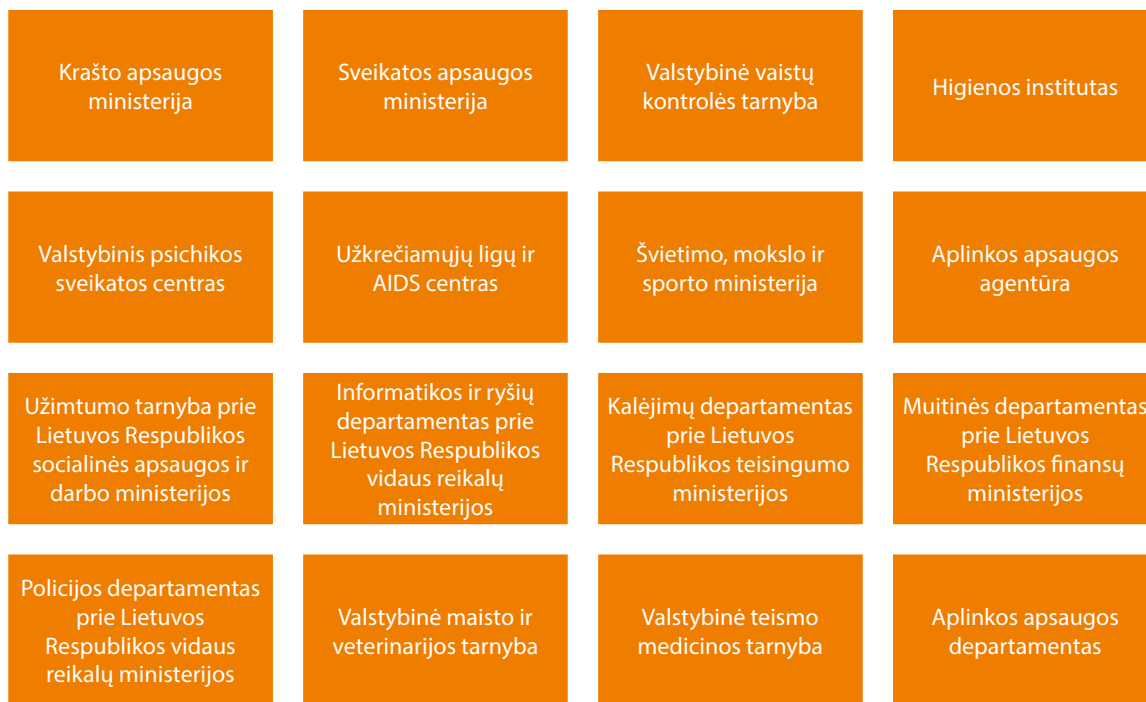 Krašto apsaugos
ministerija
Sveikatos apsaugos
ministerija
Valstybinė vaistų
kontrolės tarnyba
Higienos institutas
Valstybinis psichikos
sveikatos centras
Užkrečiamųjų ligų ir
AIDS centras
Švietimo, mokslo ir
sporto ministerija
Aplinkos apsaugos
agentūra
Užimtumo tarnyba prie
Lietuvos Respublikos
socialinės apsaugos ir
darbo ministerijos
Informatikos ir ryšių
departamentas prie
Lietuvos Respublikos
vidaus reikalų
ministerijos
Kalėjimų departamentas
prie Lietuvos
Respublikos teisingumo
ministerijos
Muitinės departamentas
prie Lietuvos
Respublikos finansų
ministerijos
Policijos departamentas
prie Lietuvos
Respublikos vidaus
reikalų ministerijos
Valstybinė maisto ir
veterinarijos tarnyba
Valstybinė teismo
medicinos tarnyba
Aplinkos apsaugos
departamentas